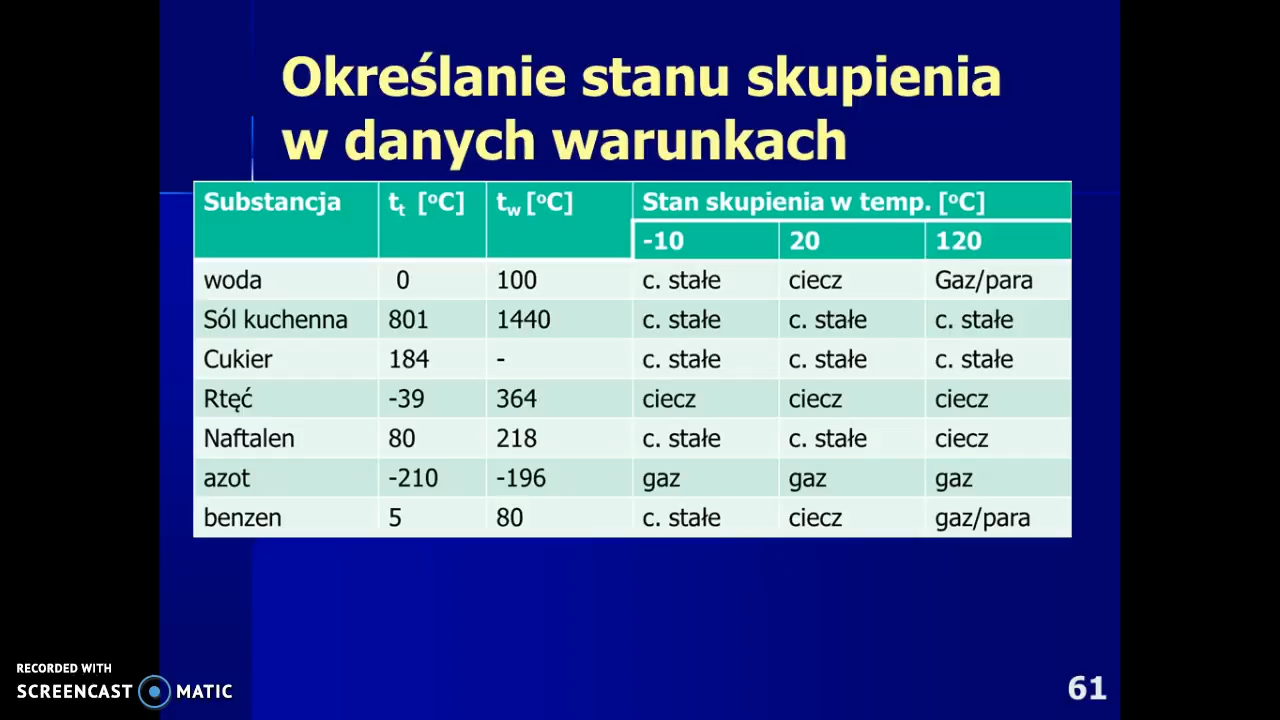 Określanie stanu skupienia
w danych warunkach
Substancja tt [oC] tw [oC] Stan skupienia w temp. [oC]
-10 20 120
woda 0 100 c. stałe ciecz Gaz/para
Sól kuchenna 801 1440 c. stałe c. stałe c. stałe
Cukier 184 - c. stałe c. stałe c. stałe
Rtęć -39 364 ciecz ciecz ciecz
Naftalen 80 218 c. stałe c. stałe ciecz
azot -210 -196 gaz gaz gaz
benzen 5 80 c. stałe ciecz gaz/para
RECORDED WITH
SCREENCAST MATIC
61